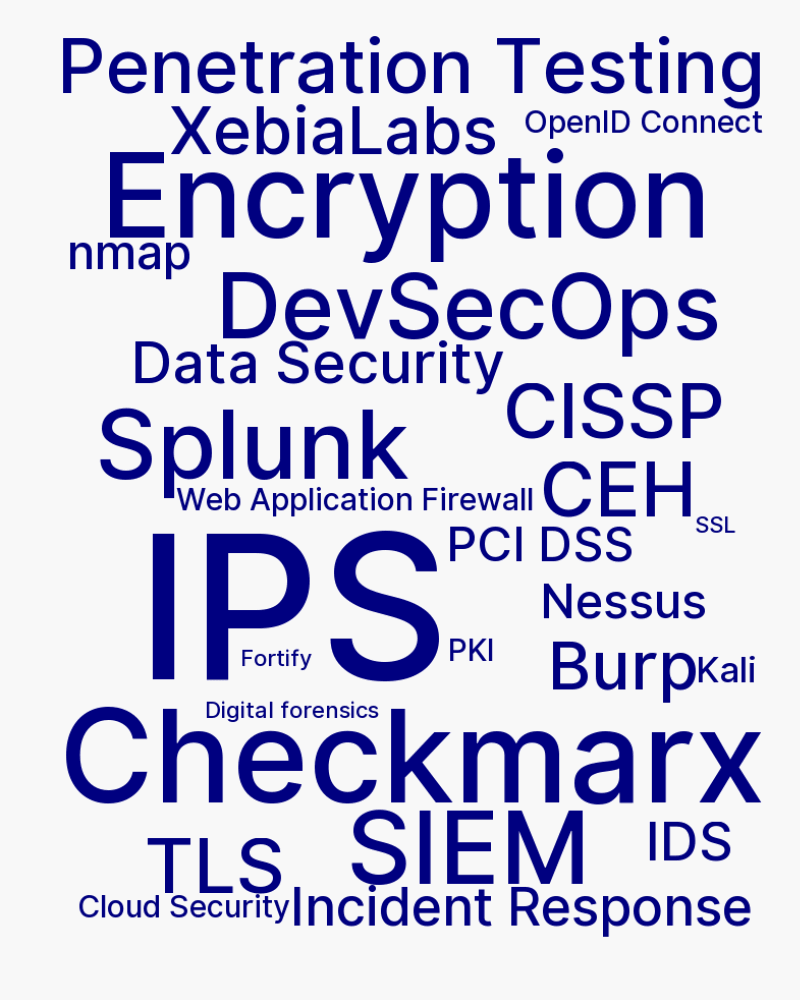 Penetration Testing
XebiaLabs
OpenID Connect
Encryption
nmap
DevSecOps
Data Security
CISSP
Splunk
CEH
Web Application Firewall
SSL
IPS
PCI DSS
Nessus
PKI
Fortify
Burp
Kali
Digital forensics
Checkmarx
SIEM
IDS
TLS
Cloud Security
Incident Response